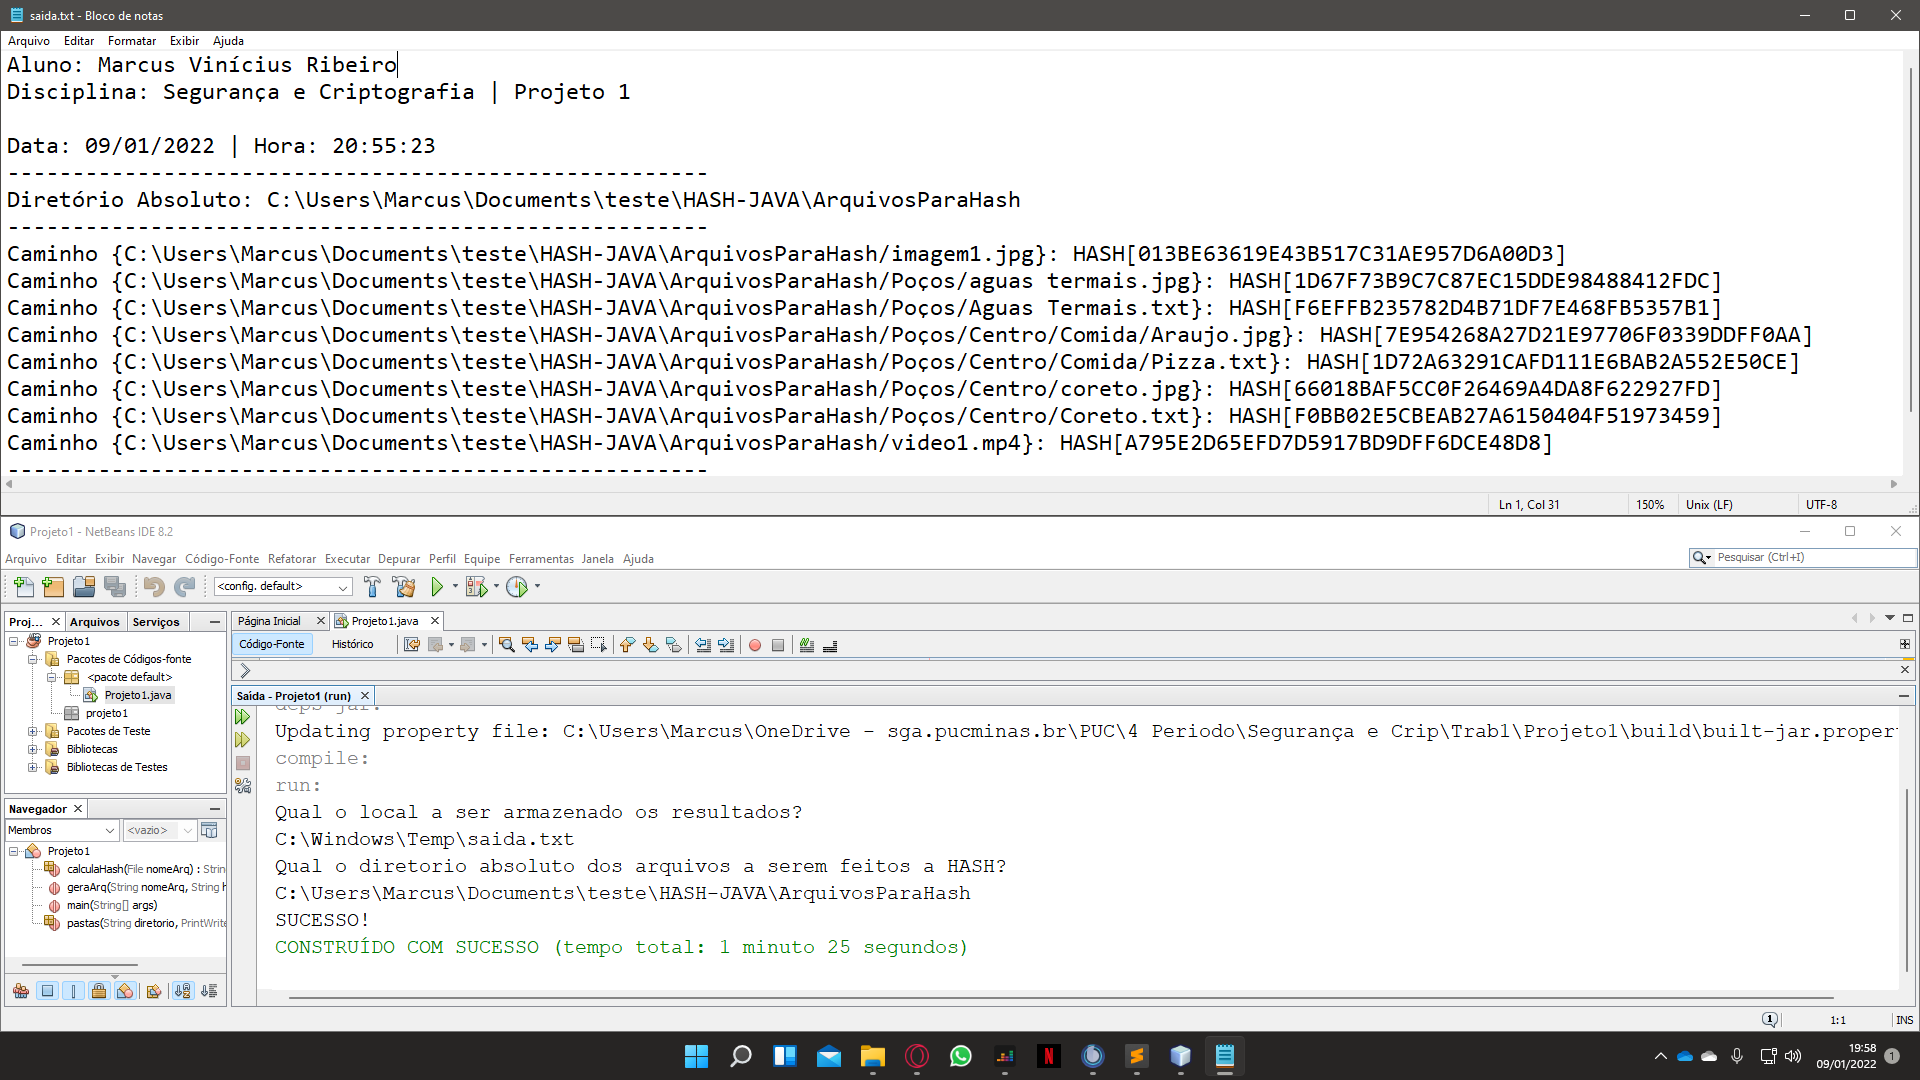 saida.txt - Bloco de notas
Arquivo Editar Formatar Exibir Ajuda
Aluno: Marcus Vinícius Ribeiro
Disciplina: Segurança e Criptografia | Projeto 1
Data: 09/01/2022 | Hora: 20:55:23
------------------------------------------------------
Diretório Absoluto: C:\Users\Marcus\Documents\teste\HASH-JAVA\ArquivosParaHash
------------------------------------------------------
Caminho {C:\Users\Marcus\Documents\teste\HASH-JAVA\ArquivosParaHash/imagem1.jpg}: HASH[013BE63619E43B517C31AE957D6A00D3]
Caminho {C:\Users\Marcus\Documents\teste\HASH-JAVA\ArquivosParaHash/Poços/aguas termais.jpg}: HASH[1D67F73B9C7C87EC15DDE98488412FDC]
Caminho {C:\Users\Marcus\Documents\teste\HASH-JAVA\ArquivosParaHash/Poços/Aguas Termais.txt}: HASH[F6EFFB235782D4B71DF7E468FB5357B1]
Caminho {C:\Users\Marcus\Documents\teste\HASH-JAVA\ArquivosParaHash/Poços/Centro/Comida/Araujo.jpg}: HASH[7E954268A27D21E97706F0339DDFF0AA]
Caminho {C:\Users\Marcus\Documents\teste\HASH-JAVA\ArquivosParaHash/Poços/Centro/Comida/Pizza.txt}: HASH[1D72A63291CAFD111E6BAB2A552E50CE]
Caminho {C:\Users\Marcus\Documents\teste\HASH-JAVA\ArquivosParaHash/Poços/Centro/coreto.jpg}: HASH[66018BAF5CC0F26469A4DA8F622927FD]
Caminho {C:\Users\Marcus\Documents\teste\HASH-JAVA\ArquivosParaHash/Poços/Centro/Coreto.txt}: HASH[F0BB02E5CBEAB27A6150404F51973459]
Caminho {C:\Users\Marcus\Documents\teste\HASH-JAVA\ArquivosParaHash/video1.mp4}: HASH[A795E2D65EFD7D5917BD9DFF6DCE48D8]
------------------------------------------------------
Ln 1, Col 31 150% Unix (LF) UTF-8
Projeto1 - NetBeans IDE 8.2
Arquivo Editar Exibir Navegar Código-Fonte Refatorar Executar Depurar Perfil Equipe Ferramentas Janela Ajuda
Pesquisar (Ctrl+I)
<config. default>
Proj... Arquivos Serviços
Página Inicial Projeto1.java
Projeto1
Código-Fonte Histórico
Pacotes de Códigos-fonte
<pacote default>
Projeto1.java
projeto1
Pacotes de Teste
Bibliotecas
Bibliotecas de Testes
Saída - Projeto1 (run)
deps-jar:
Updating property file: C:\Users\Marcus\OneDrive - sga.pucminas.br\PUC\4 Periodo\Segurança e Crip\Trab1\Projeto1\build\built-jar.proper
compile:
run:
Qual o local a ser armazenado os resultados?
C:\Windows\Temp\saida.txt
Qual o diretorio absoluto dos arquivos a serem feitos a HASH?
C:\Users\Marcus\Documents\teste\HASH-JAVA\ArquivosParaHash
SUCESSO!
CONSTRUÍDO COM SUCESSO (tempo total: 1 minuto 25 segundos)
Navegador
Membros <vazio>
Projeto1
calculaHash(File nomeArq) : Strin
geraArq(String nomeArq, String h
main(String[] args)
pastas(String diretorio, PrintWrite
1 1:1 INS
19:58
09/01/2022
1